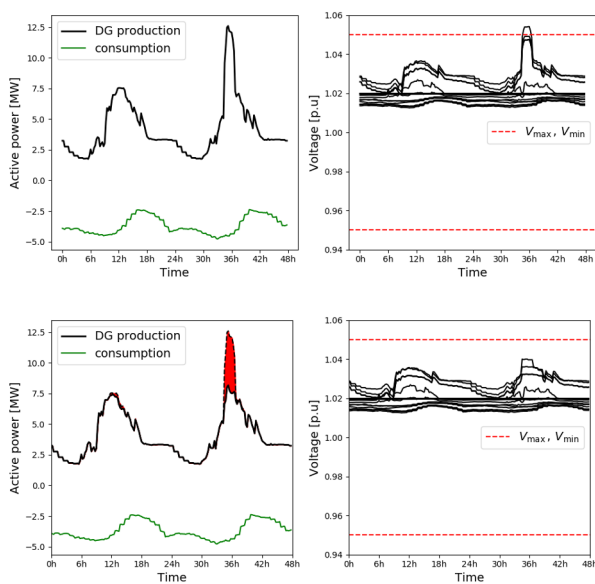 12.5
10.0
7.5
5.0
2.5
0.0
−2.5
−5.0
Active power [MW]
DG production
consumption
0h 6h 12h 18h 24h 30h 36h 42h 48h
Time
1.06
1.04
1.02
1.00
0.98
0.96
0.94
Voltage [p.u]
Vmax , Vmin
0h 6h 12h 18h 24h 30h 36h 42h 48h
Time
12.5
10.0
7.5
5.0
2.5
0.0
−2.5
−5.0
Active power [MW]
DG production
consumption
0h 6h 12h 18h 24h 30h 36h 42h 48h
Time
1.06
1.04
1.02
1.00
0.98
0.96
0.94
Voltage [p.u]
Vmax , Vmin
0h 6h 12h 18h 24h 30h 36h 42h 48h
Time